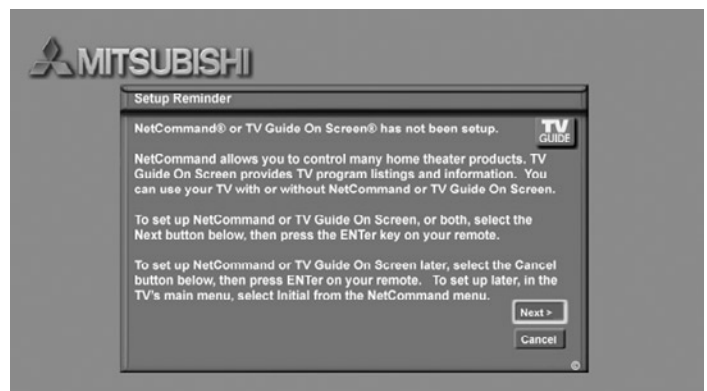 MITSUBISHI
Setup Reminder
NetCommand® or TV Guide On Screen® has not been setup.
TV
GUIDE
NetCommand allows you to control many home theater products. TV
Guide On Screen provides TV program listings and information. You
can use your TV with or without NetCommand or TV Guide On Screen.
To set up NetCommand or TV Guide On Screen, or both, select the
Next button below, then press the ENTer key on your remote.
To set up NetCommand or TV Guide On Screen later, select the Cancel
button below, then press ENTer on your remote. To set up later, in the
TV's main menu, select Initial from the NetCommand menu.
Next >
Cancel
©